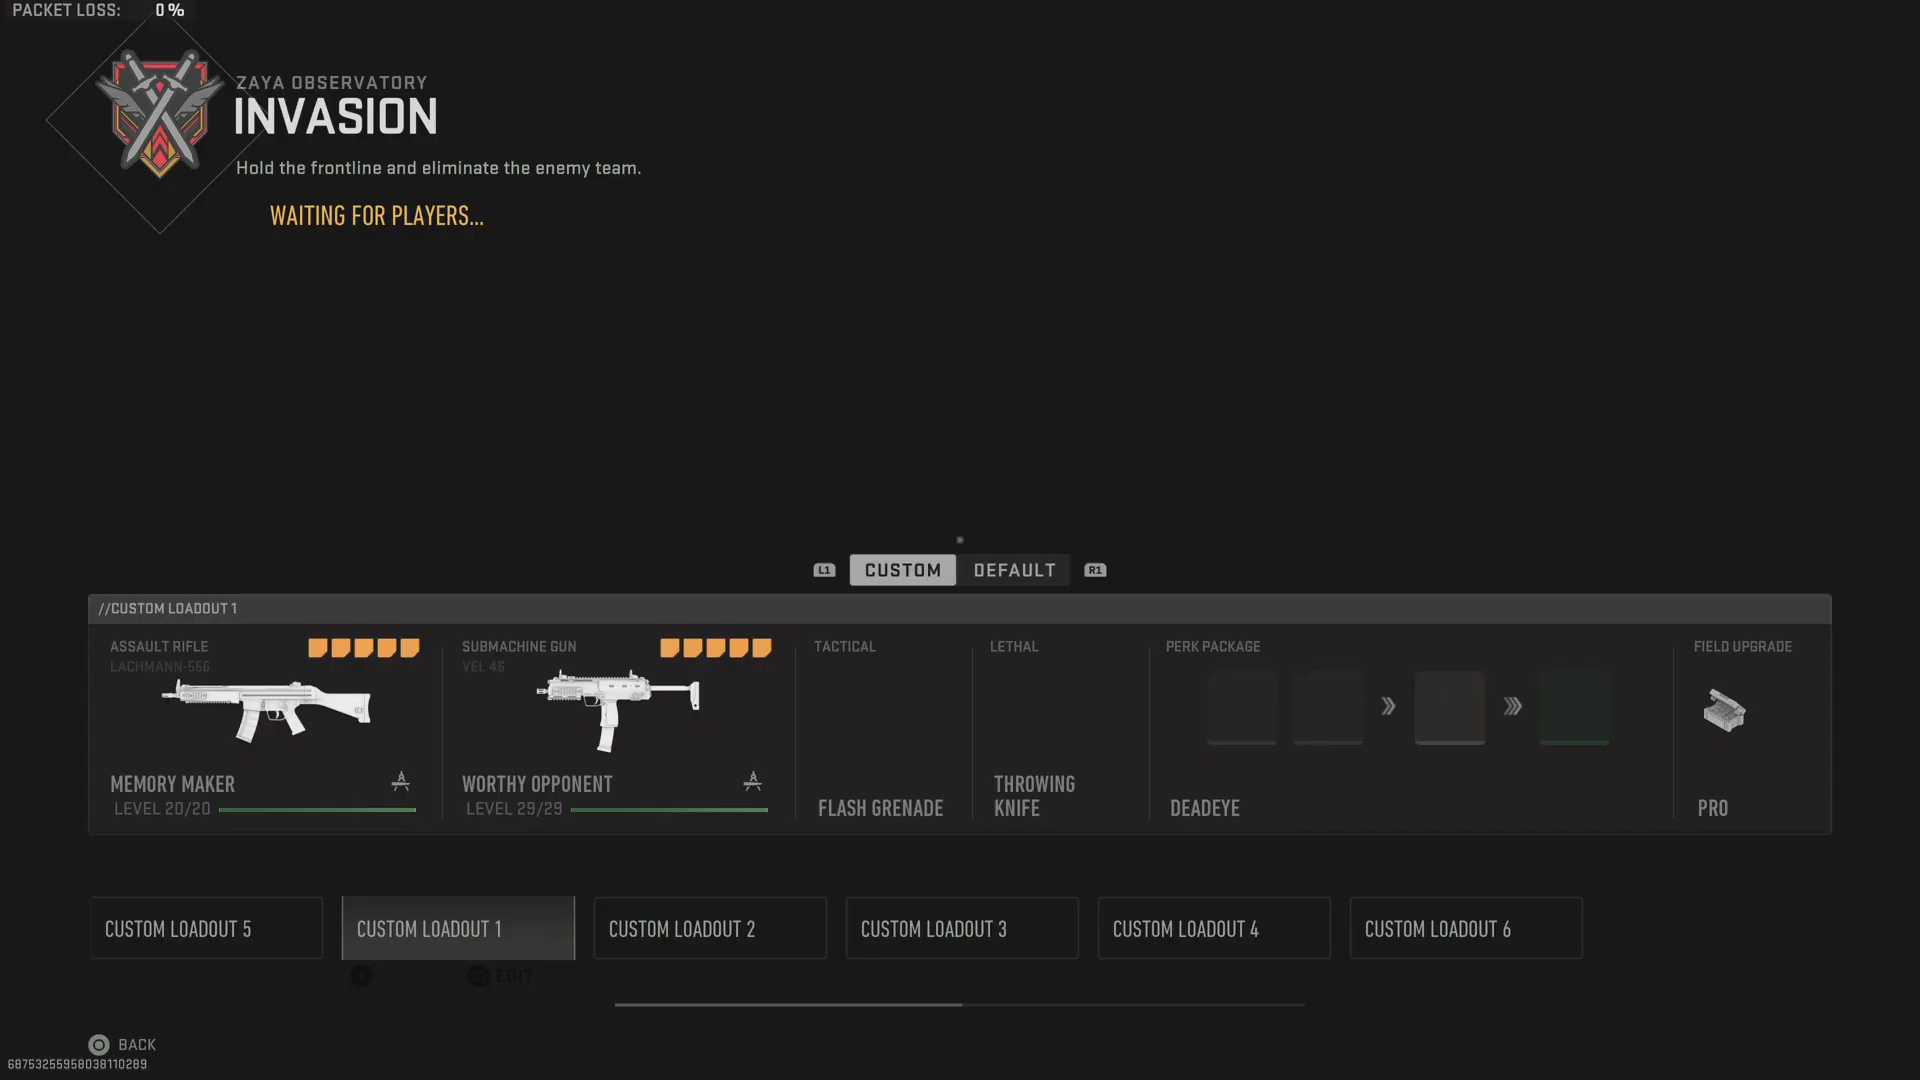 PACKET LOSS: 0 %
ZAYA OBSERVATORY
INVASION
Hold the frontline and eliminate the enemy team.
WAITING FOR PLAYERS...
L1 CUSTOM DEFAULT R1
//CUSTOM LOADOUT 1
ASSAULT RIFLE
LACHMANN-556
MEMORY MAKER
LEVEL 20/20
SUBMACHINE GUN
VEL 46
WORTHY OPPONENT
LEVEL 29/29
TACTICAL
FLASH GRENADE
LETHAL
THROWING
KNIFE
PERK PACKAGE
DEADEYE
FIELD UPGRADE
PRO
CUSTOM LOADOUT 5
CUSTOM LOADOUT 1
CUSTOM LOADOUT 2
CUSTOM LOADOUT 3
CUSTOM LOADOUT 4
CUSTOM LOADOUT 6
EDIT
BACK
68753255958038110289